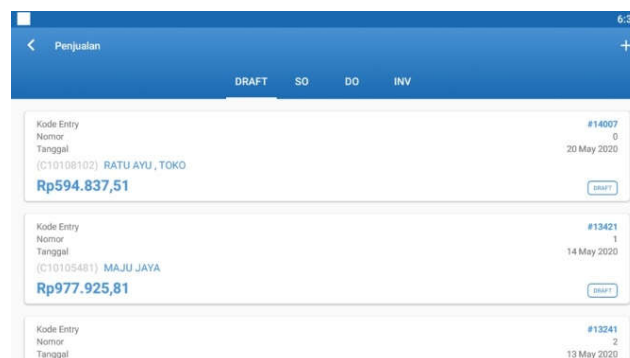 6:3
Penjualan
DRAFT SO DO INV
Kode Entry #14007
Nomor 0
Tanggal 20 May 2020
(C10108102) RATU AYU , TOKO
Rp594.837,51 DRAFT
Kode Entry #13421
Nomor 1
Tanggal 14 May 2020
(C10105481) MAJU JAYA
Rp977.925,81 DRAFT
Kode Entry #13241
Nomor 2
Tanggal 13 May 2020